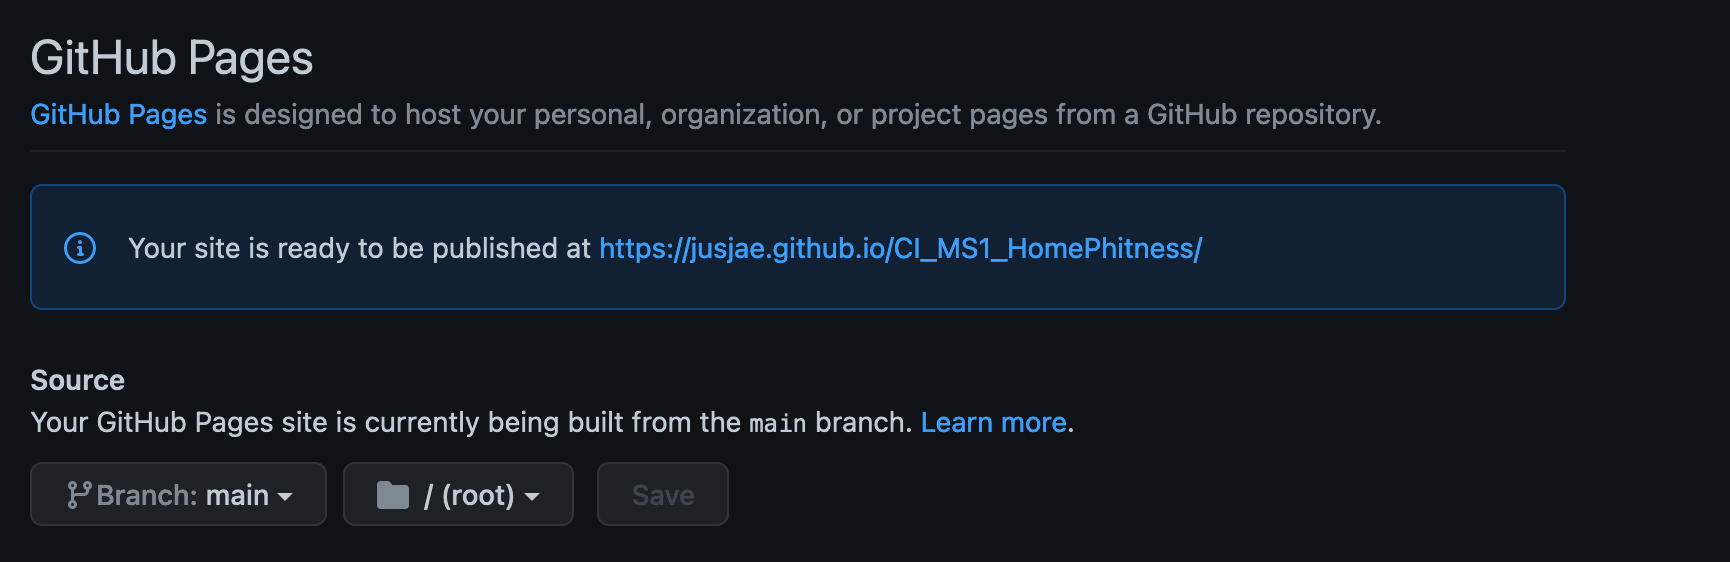 GitHub Pages
GitHub Pages is designed to host your personal, organization, or project pages from a GitHub repository.
Your site is ready to be published at https://jusjae.github.io/CI_MS1_HomePhitness/
Source
Your GitHub Pages site is currently being built from the main branch. Learn more.
Branch: main / (root) Save